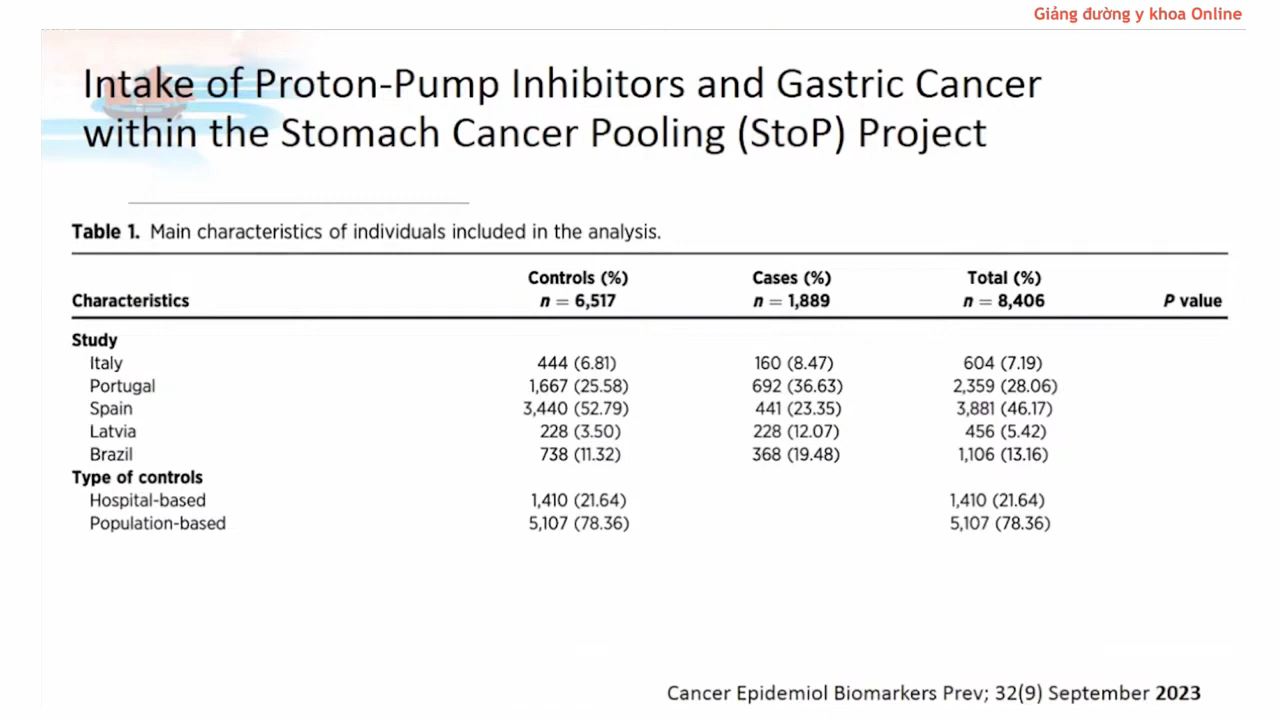 Giảng đường y khoa Online
Intake of Proton-Pump Inhibitors and Gastric Cancer
within the Stomach Cancer Pooling (StoP) Project
Table 1. Main characteristics of individuals included in the analysis.
Controls (%) Cases (%) Total (%)
Characteristics n = 6,517 n = 1,889 n = 8,406 P value
Study
Italy 444 (6.81) 160 (8.47) 604 (7.19)
Portugal 1,667 (25.58) 692 (36.63) 2,359 (28.06)
Spain 3,440 (52.79) 441 (23.35) 3,881 (46.17)
Latvia 228 (3.50) 228 (12.07) 456 (5.42)
Brazil 738 (11.32) 368 (19.48) 1,106 (13.16)
Type of controls
Hospital-based 1,410 (21.64) 1,410 (21.64)
Population-based 5,107 (78.36) 5,107 (78.36)
Cancer Epidemiol Biomarkers Prev; 32(9) September 2023